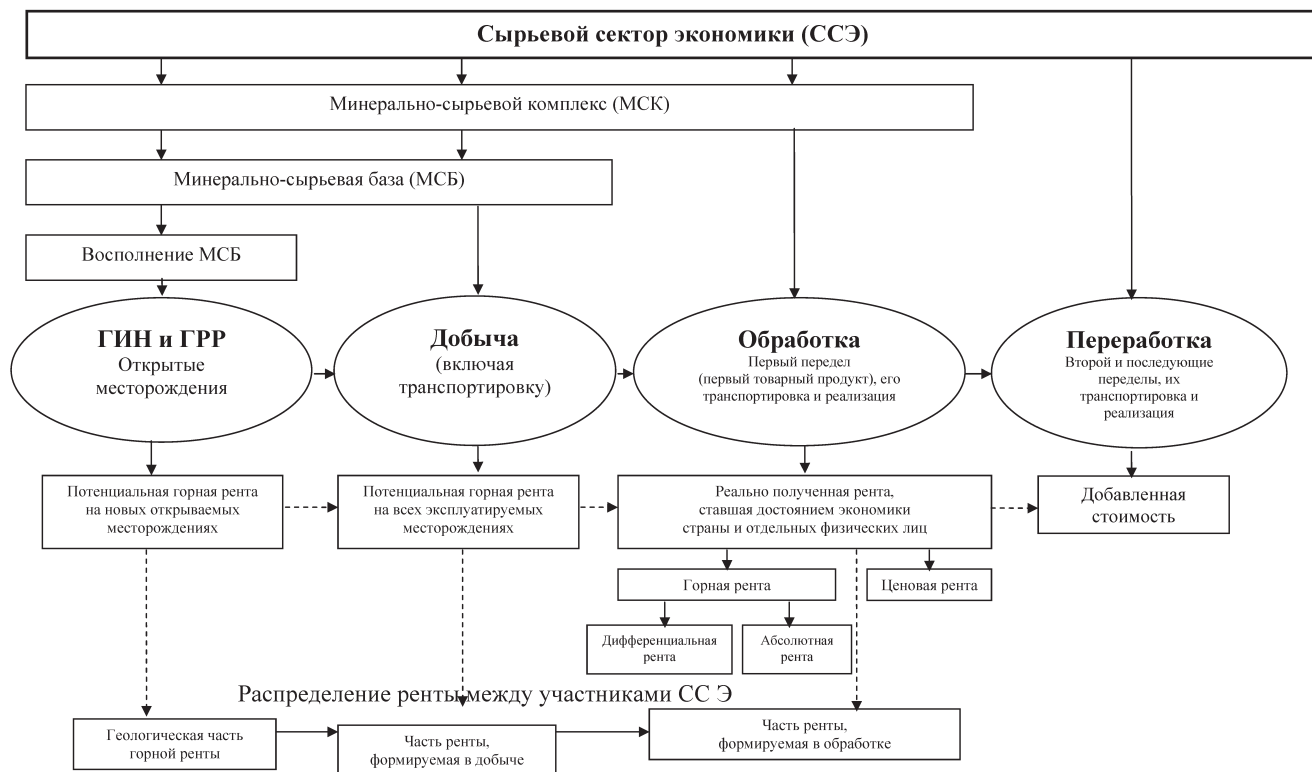 Сырьевой сектор экономики (ССЭ)
Минерально-сырьевой комплекс (МСК)
Минерально-сырьевая база (МСБ)
Восполнение МСБ
ГИН и ГРР
Открытые
месторождения
Добыча
(включая
транспортировку)
Обработка
Первый передел
(первый товарный продукт), его
транспортировка и реализация
Переработка
Второй и последующие
переделы, их
транспортировка и
реализация
Потенциальная горная рента
на новых открываемых
месторождениях
Потенциальная горная рента
на всех эксплуатируемых
месторождениях
Реально полученная рента,
ставшая достоянием экономики
страны и отдельных физических лиц
Добавленная
стоимость
Горная рента
Ценовая рента
Дифференциальная
рента
Абсолютная
рента
Распределение ренты между участниками СС Э
Геологическая часть
горной ренты
Часть ренты,
формируемая в добыче
Часть ренты,
формируемая в обработке